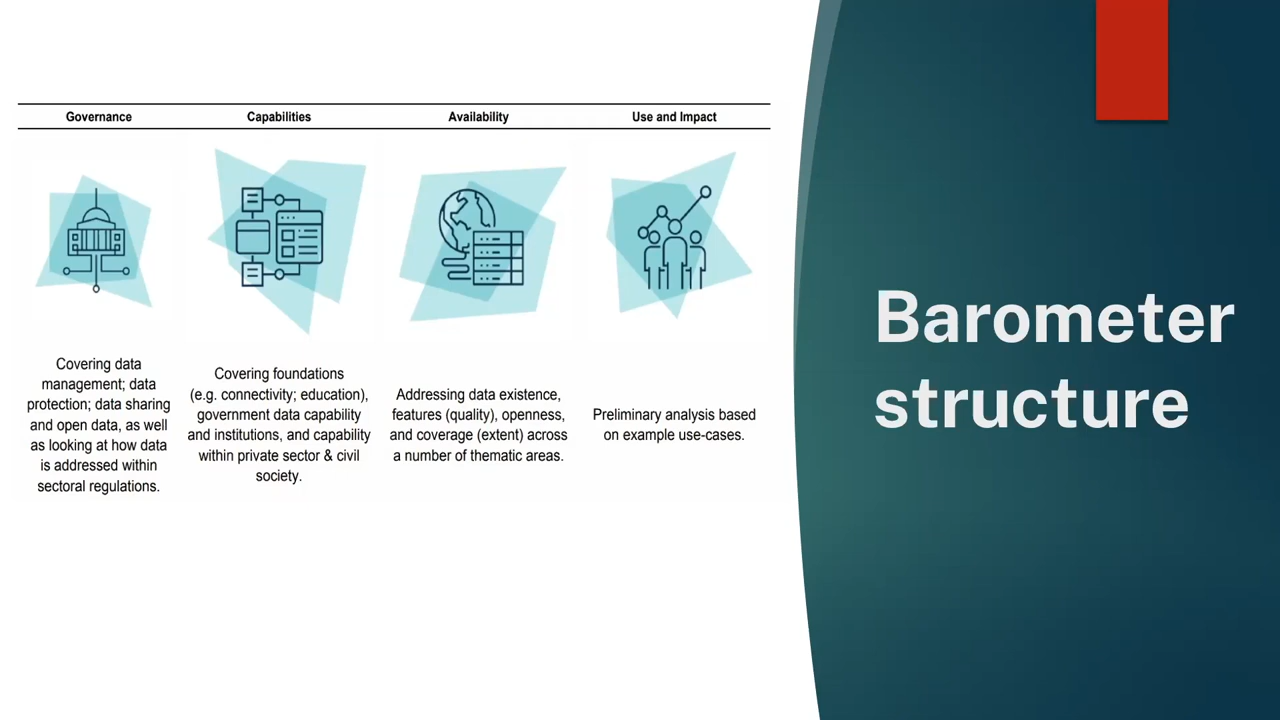 Governance
Capabilities
Availability
Use and Impact
Covering data
management; data
protection; data sharing
and open data, as well
as looking at how data
is addressed within
sectoral regulations.
Covering foundations
(e.g. connectivity; education),
government data capability
and institutions, and capability
within private sector & civil
society.
Addressing data existence,
features (quality), openness,
and coverage (extent) across
a number of thematic areas.
Preliminary analysis based
on example use-cases.
Barometer
structure